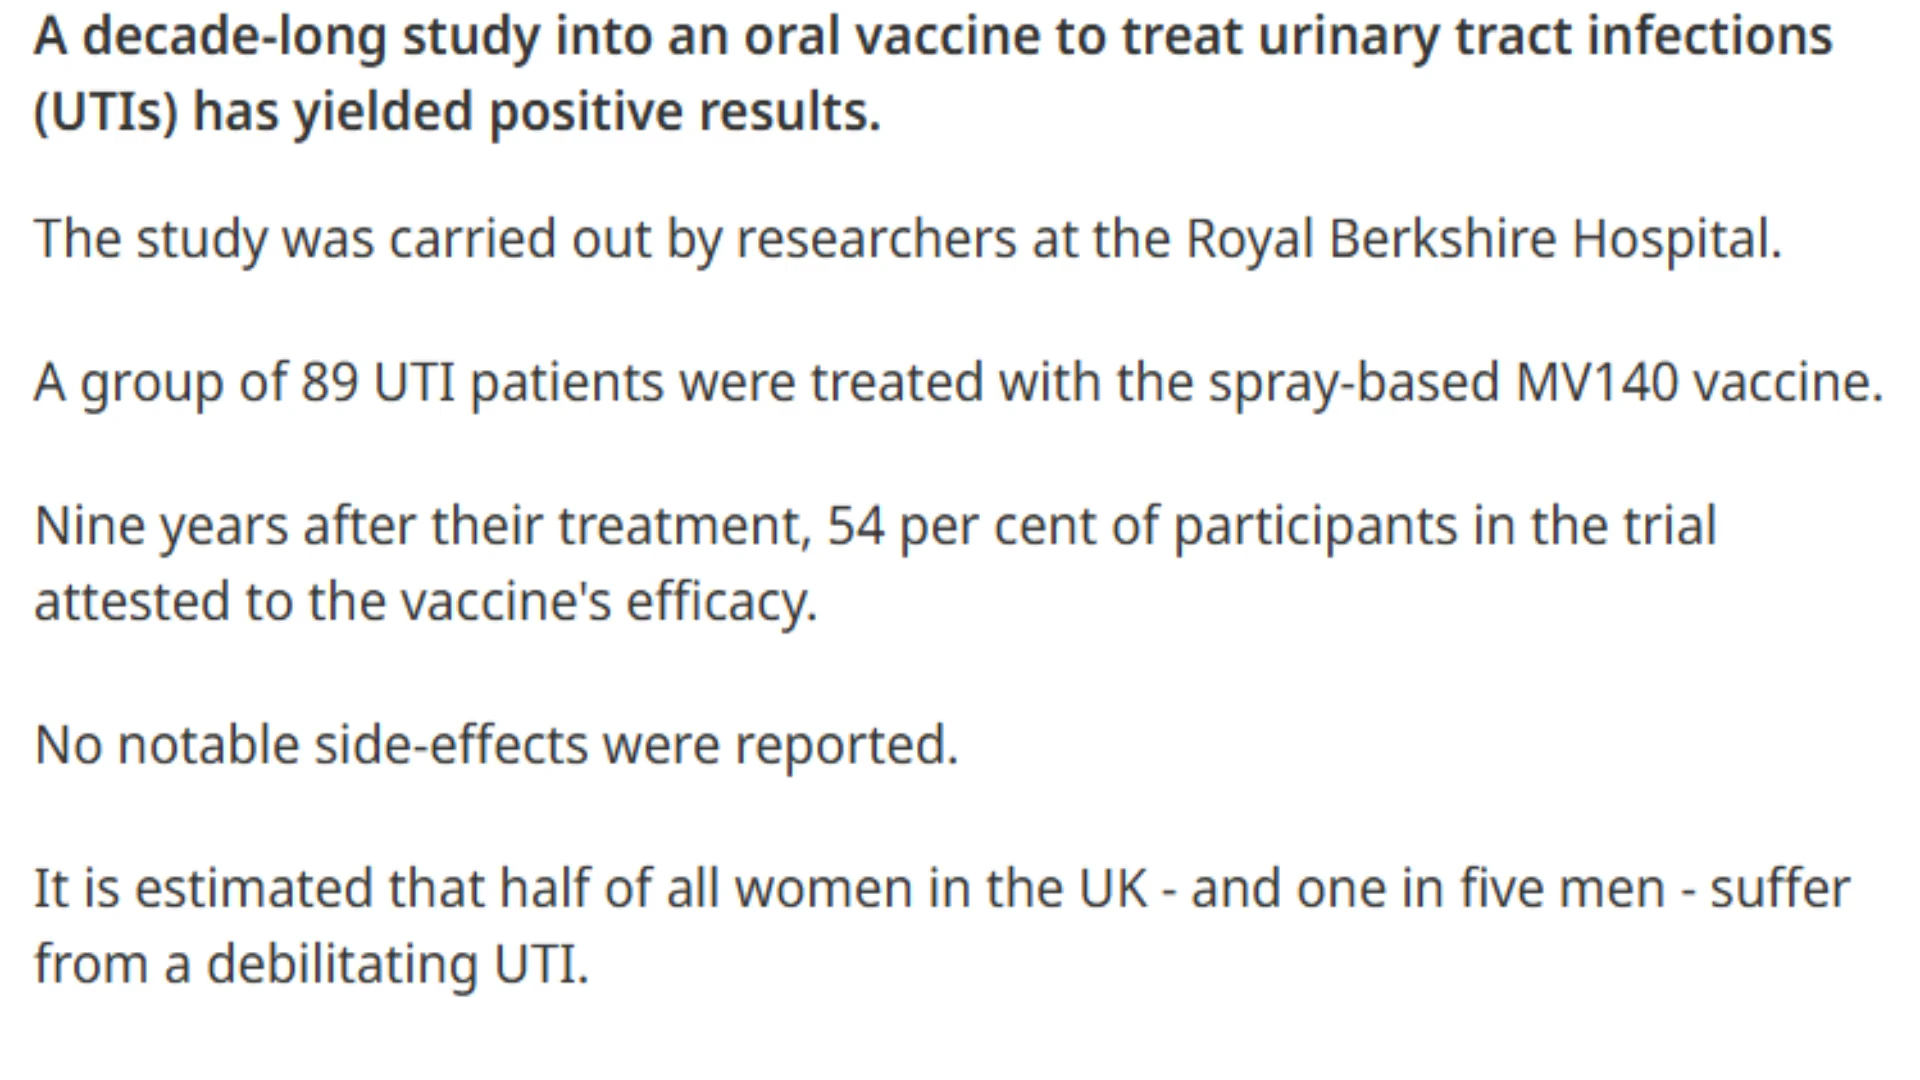 A decade-long study into an oral vaccine to treat urinary tract infections
(UTIs) has yielded positive results.
The study was carried out by researchers at the Royal Berkshire Hospital.
A group of 89 UTI patients were treated with the spray-based MV140 vaccine.
Nine years after their treatment, 54 per cent of participants in the trial
attested to the vaccine's efficacy.
No notable side-effects were reported.
It is estimated that half of all women in the UK - and one in five men - suffer
from a debilitating UTI.